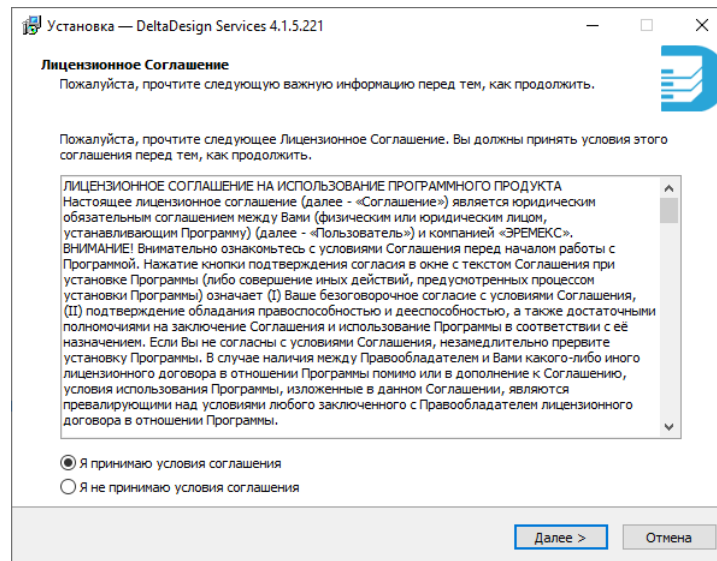 Установка — DeltaDesign Services 4.1.5.221
Лицензионное Соглашение
Пожалуйста, прочтите следующую важную информацию перед тем, как продолжить.
Пожалуйста, прочтите следующее Лицензионное Соглашение. Вы должны принять условия этого
соглашения перед тем, как продолжить.
ЛИЦЕНЗИОННОЕ СОГЛАШЕНИЕ НА ИСПОЛЬЗОВАНИЕ ПРОГРАММНОГО ПРОДУКТА
Настоящее лицензионное соглашение (далее - «Соглашение») является юридическим
обязательным соглашением между Вами (физическим или юридическим лицом,
устанавливающим Программу) (далее - «Пользователь») и компанией «ЭРЕМЕКС».
ВНИМАНИЕ! Внимательно ознакомьтесь с условиями Соглашения перед началом работы с
Программой. Нажатие кнопки подтверждения согласия в окне с текстом Соглашения при
установке Программы (либо совершение иных действий, предусмотренных процессом
установки Программы) означает (I) Ваше безоговорочное согласие с условиями Соглашения,
(II) подтверждение обладания правоспособностью и дееспособностью, а также достаточными
полномочиями на заключение Соглашения и использование Программы в соответствии с её
назначением. Если Вы не согласны с условиями Соглашения, незамедлительно прервите
установку Программы. В случае наличия между Правообладателем и Вами какого-либо иного
лицензионного договора в отношении Программы помимо или в дополнение к Соглашению,
условия использования Программы, изложенные в данном Соглашении, являются
превалирующими над условиями любого заключенного с Правообладателем лицензионного
договора в отношении Программы.
Я принимаю условия соглашения
Я не принимаю условия соглашения
Далее >
Отмена